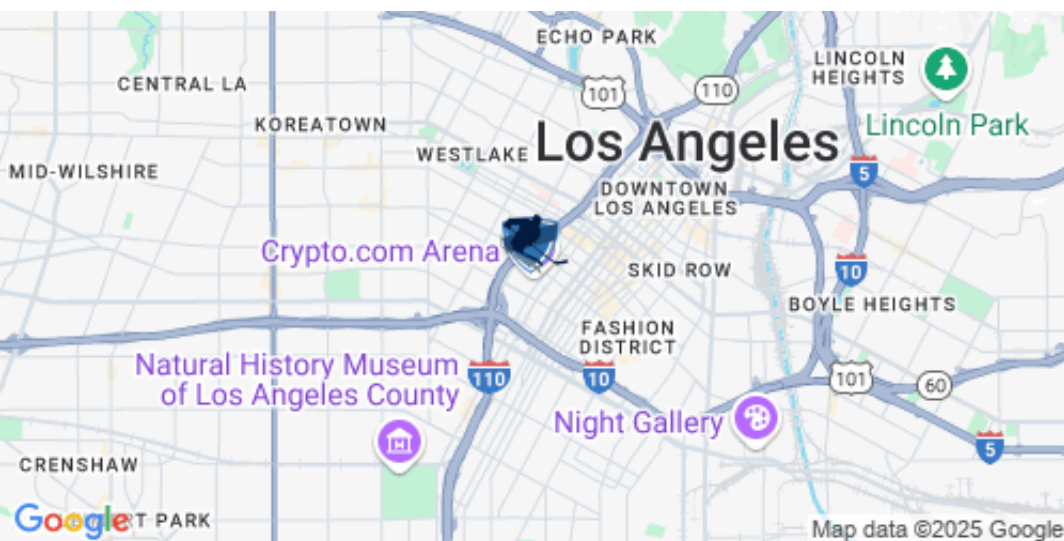 ECHO PARK
LINCOLN
HEIGHTS
CENTRAL LA
101
110
KOREATOWN
Lincoln Park
Los Angeles
WESTLAKE
MID-WILSHIRE
5
DOWNTOWN
LOS ANGELES
Crypto.com Arena
SKID ROW
10
BOYLE HEIGHTS
FASHION
DISTRICT
Natural History Museum
of Los Angeles County
110
10
101
60
Night Gallery
5
CRENSHAW
Google
PARK
Map data ©2025 Google